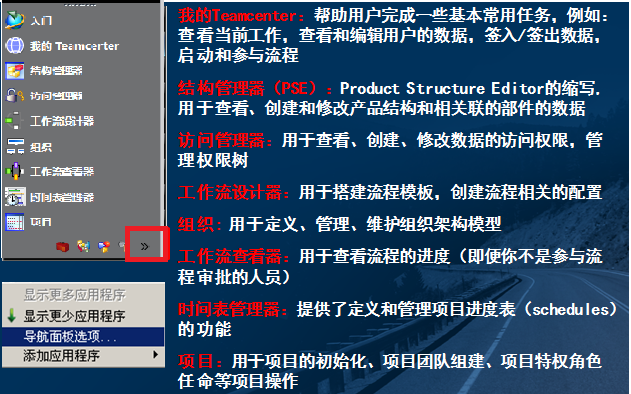 入门
我的 Teamcenter
结构管理器
访问管理器
工作流设计器
组织
工作流查看器
时间表管理器
项目
»
显示更多应用程序
显示更少应用程序
导航面板选项...
添加应用程序
我的Teamcenter：帮助用户完成一些基本常用任务，例如：
查看当前工作，查看和编辑用户的数据，签入/签出数据，
启动和参与流程
结构管理器（PSE）：Product Structure Editor的缩写，
用于查看、创建和修改产品结构和相关联的部件的数据
访问管理器：用于查看、创建、修改数据的访问权限，管
理权限树
工作流设计器：用于搭建流程模板，创建流程相关的配置
组织：用于定义、管理、维护组织架构模型
工作流查看器：用于查看流程的进度（即便你不是参与流
程审批的人员）
时间表管理器：提供了定义和管理项目进度表（schedules）
的功能
项目：用于项目的初始化、项目团队组建、项目特权角色
任命等项目操作